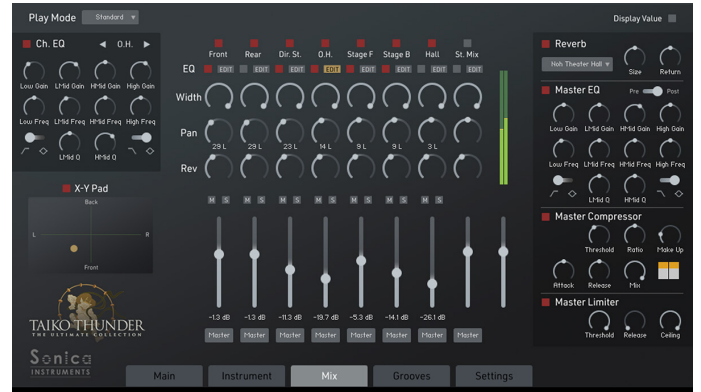 Play Mode Standard Display Value
Ch. EQ O.H.
Low Gain LMid Gain HMid Gain High Gain
Low Freq LMid Freq HMid Freq High Freq
LMid Q HMid Q
X-Y Pad
Back
L R
Front
TAIKO THUNDER
THE ULTIMATE COLLECTION
Sonica
INSTRUMENTS
Front Rear Dir. St. O.H. Stage F Stage B Hall St. Mix
EQ EDIT EDIT EDIT EDIT EDIT EDIT EDIT EDIT
Width
Pan
29 L 29 L 23 L 14 L 9 L 9 L 3 L
Rev
M S M S M S M S M S M S M S
-1.3 dB -1.3 dB -11.3 dB -19.7 dB -5.3 dB -14.1 dB -26.1 dB
Master Master Master Master Master Master Master Master
Reverb
Noh Theater Hall
Size Return
Master EQ Pre Post
Low Gain LMid Gain HMid Gain High Gain
Low Freq LMid Freq HMid Freq High Freq
LMid Q HMid Q
Master Compressor
Threshold Ratio Make Up
Attack Release Mix
Master Limiter
Threshold Release Ceiling
Main Instrument Mix Grooves Settings